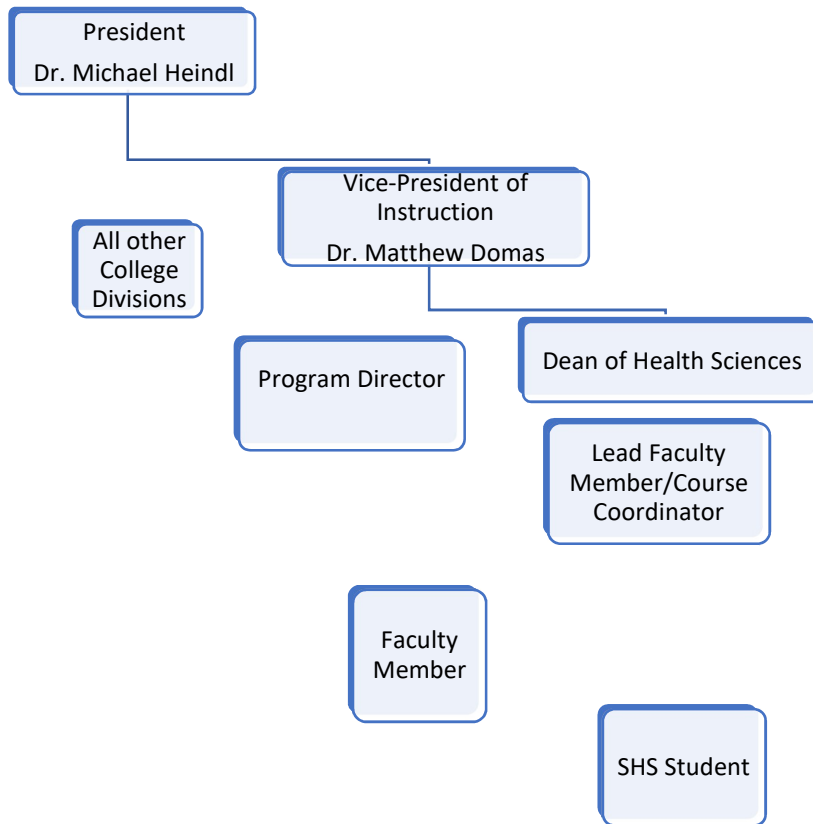 President
Dr. Michael Heindl
Vice-President of
Instruction
Dr. Matthew Domas
All other
College
Divisions
Program Director
Dean of Health Sciences
Lead Faculty
Member/Course
Coordinator
Faculty
Member
SHS Student